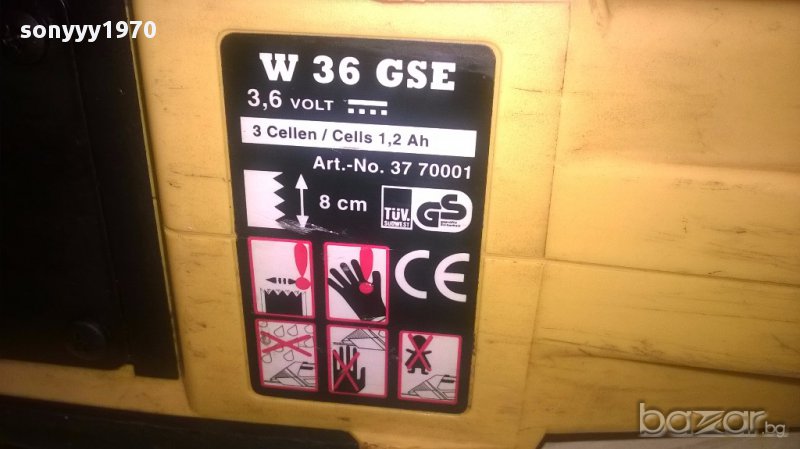 sonyyy1970
W 36 GSE
3,6 VOLT
3 Cellen / Cells 1,2 Ah
Art.-No. 37 70001
8 cm
TÜV
SÜDWEST
GS
CE
bazar.bg